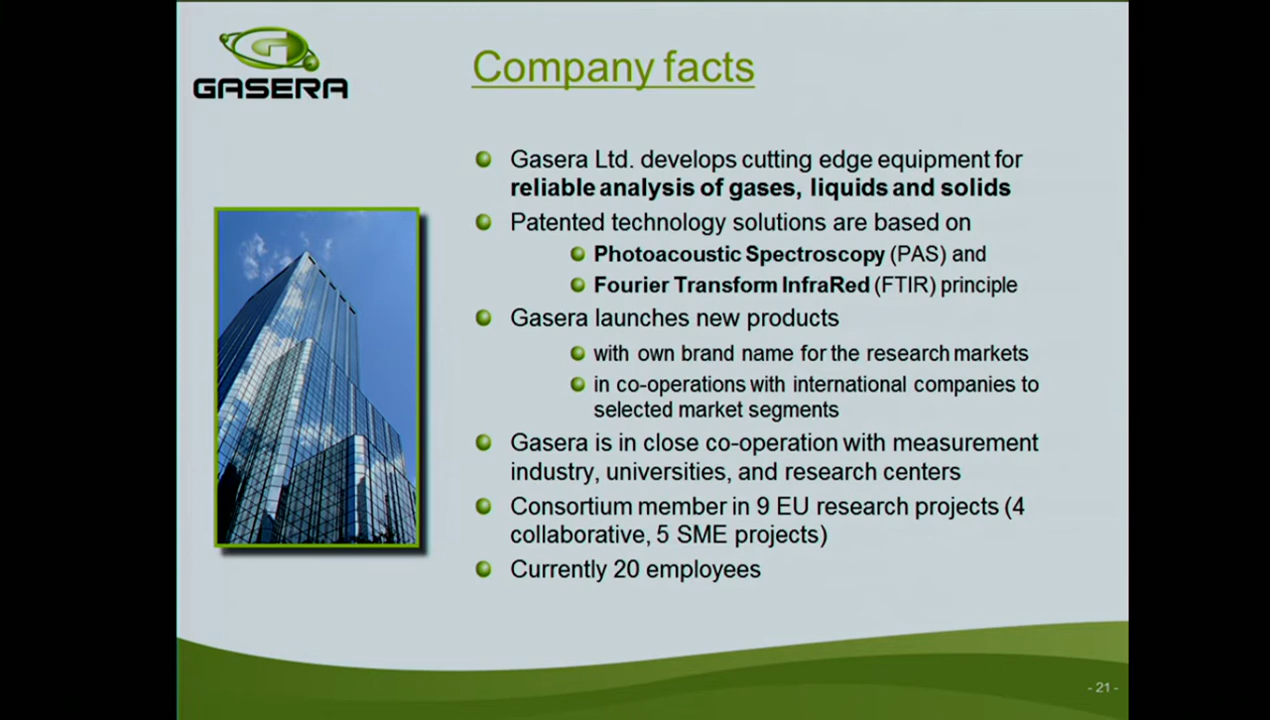 GASERA
Company facts
Gasera Ltd. develops cutting edge equipment for
reliable analysis of gases, liquids and solids
Patented technology solutions are based on
Photoacoustic Spectroscopy (PAS) and
Fourier Transform InfraRed (FTIR) principle
Gasera launches new products
with own brand name for the research markets
in co-operations with international companies to
selected market segments
Gasera is in close co-operation with measurement
industry, universities, and research centers
Consortium member in 9 EU research projects (4
collaborative, 5 SME projects)
Currently 20 employees
- 21 -